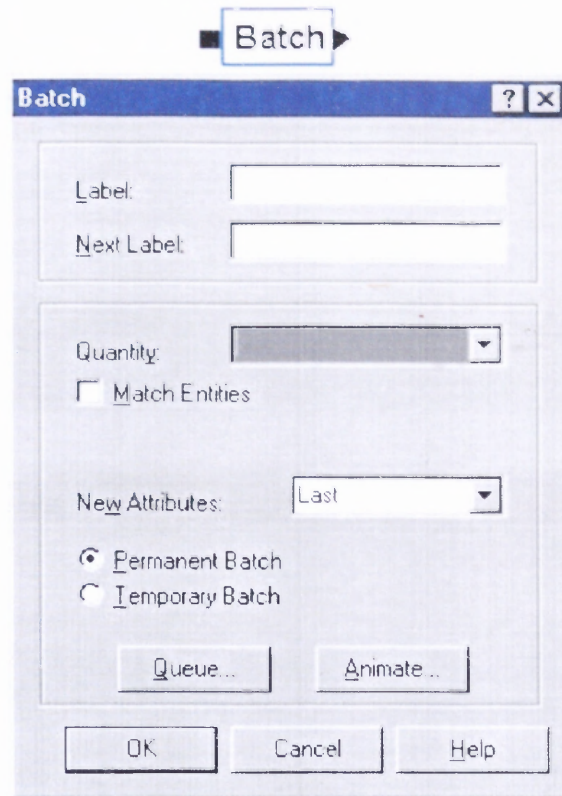 Batch
Batch ? ×
Label:
Next Label:
Quantity:
Match Entities
New Attributes: Last
Permanent Batch
Temporary Batch
Queue... Animate...
OK Cancel Help